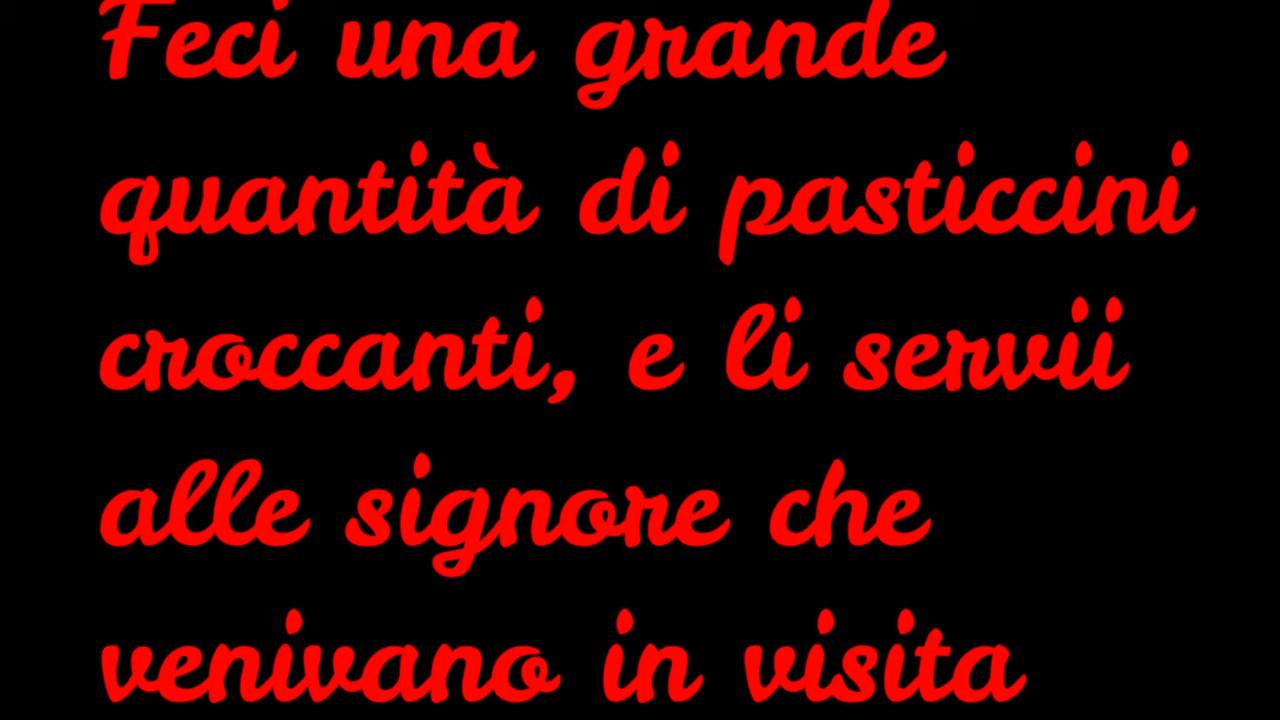 Feci una grande
quantità di pasticcini
croccanti, e li servii
alle signore che
venivano in visita